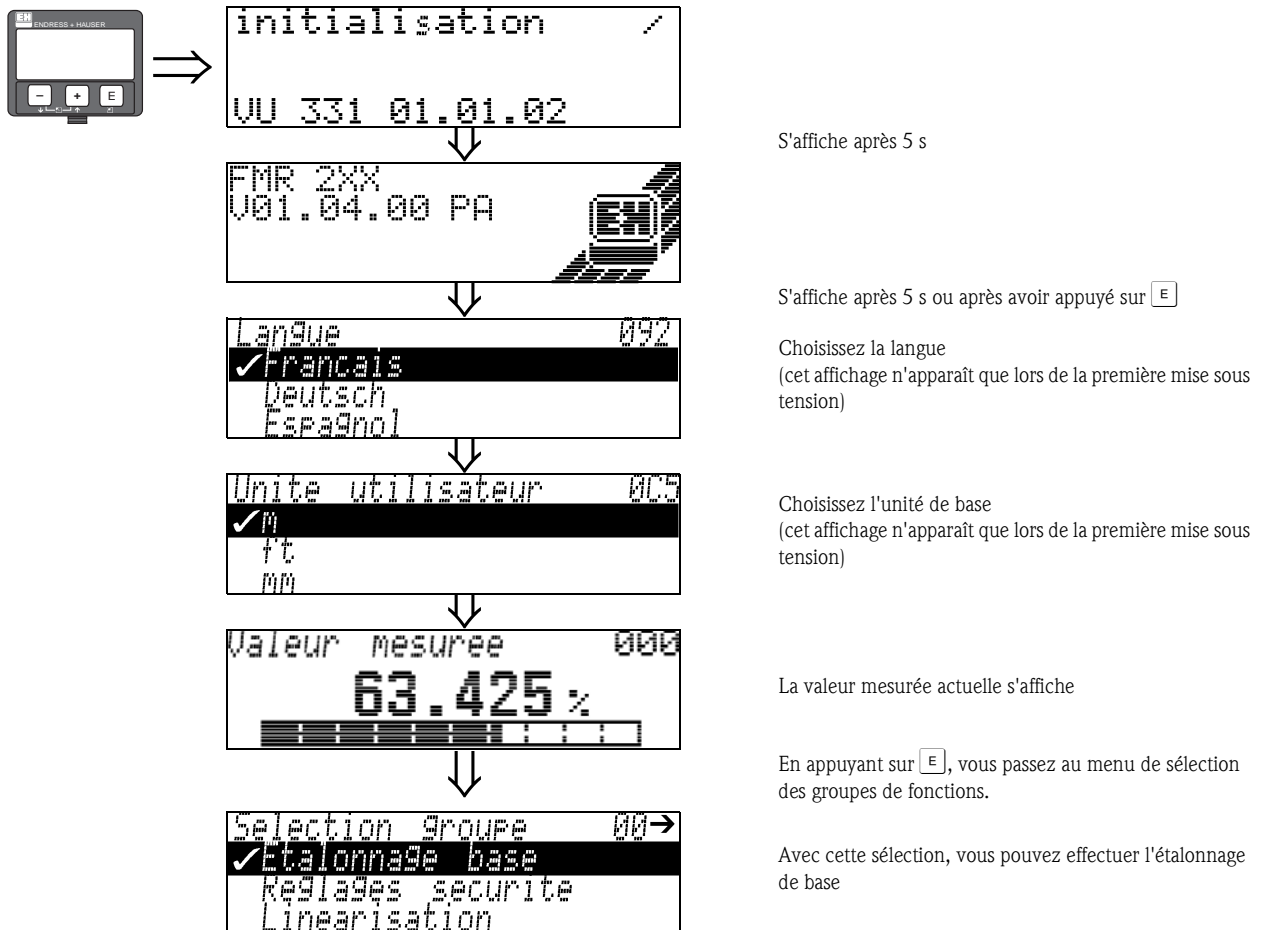 ENDRESS + HAUSER
- + E
initialisation /
VU 331 01.01.02
S'affiche après 5 s
FMR 2XX
V01.04.00 PA
EH
S'affiche après 5 s ou après avoir appuyé sur E
Langue 092
✓Francais
Deutsch
Espagnol
Choisissez la langue
(cet affichage n'apparaît que lors de la première mise sous
tension)
Unite utilisateur 0C5
✓m
ft
mm
Choisissez l'unité de base
(cet affichage n'apparaît que lors de la première mise sous
tension)
Valeur mesuree 000
63.425 %
La valeur mesurée actuelle s'affiche
En appuyant sur E, vous passez au menu de sélection
des groupes de fonctions.
Selection groupe 00→
✓Etalonnage base
Reglages securite
Linearisation
Avec cette sélection, vous pouvez effectuer l'étalonnage
de base